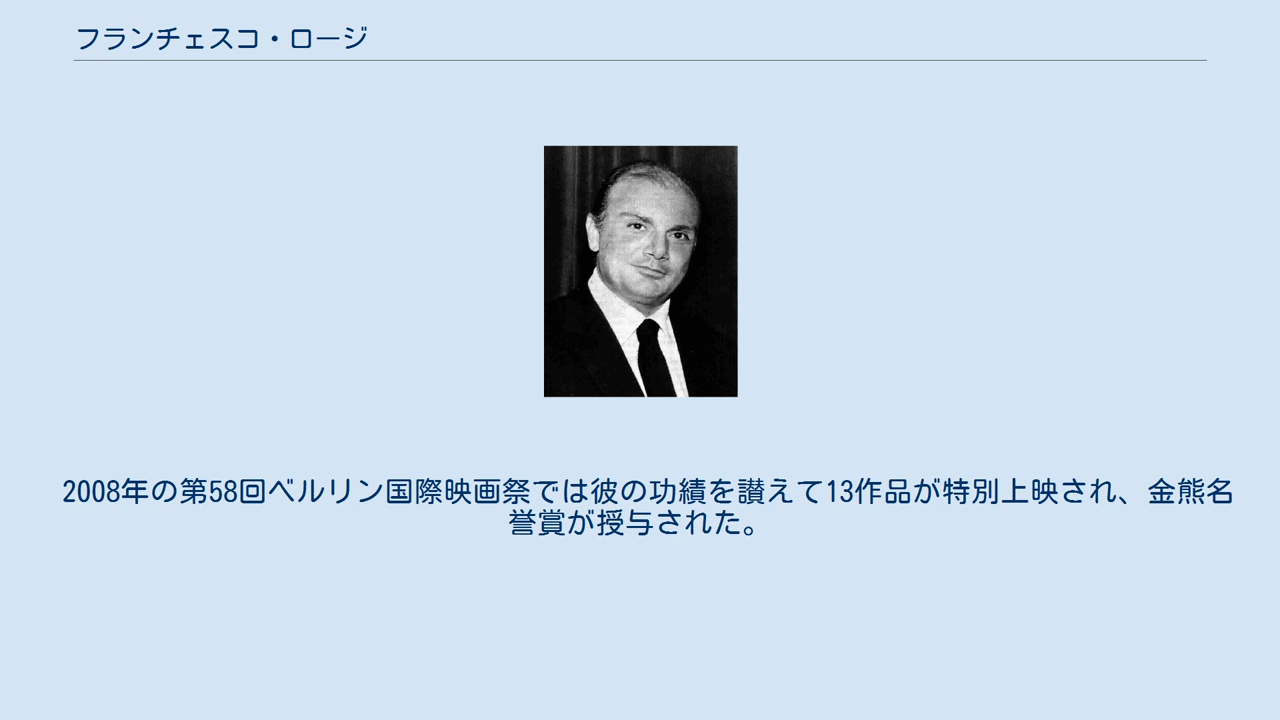 フランチェスコ・ロージ
2008年の第58回ベルリン国際映画祭では彼の功績を讃えて13作品が特別上映され、金熊名
誉賞が授与された。